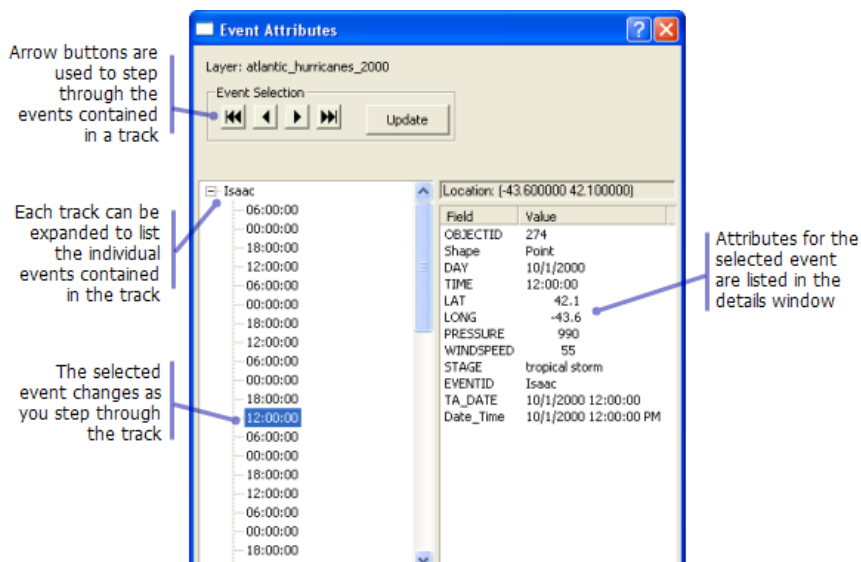 Event Attributes
Arrow buttons are
used to step
through the
events contained
in a track
Layer: atlantic_hurricanes_2000
Event Selection
Update
Each track can be
expanded to list
the individual
events contained
in the track
The selected
event changes as
you step through
the track
Isaac
06:00:00
00:00:00
18:00:00
12:00:00
06:00:00
00:00:00
18:00:00
12:00:00
06:00:00
00:00:00
18:00:00
12:00:00
06:00:00
00:00:00
18:00:00
12:00:00
06:00:00
00:00:00
18:00:00
Location: (-43.600000 42.100000)
Field Value
OBJECTID 274
Shape Point
DAY 10/1/2000
TIME 12:00:00
LAT 42.1
LONG -43.6
PRESSURE 990
WINDSPEED 55
STAGE tropical storm
EVENTID Isaac
TA_DATE 10/1/2000 12:00:00
Date_Time 10/1/2000 12:00:00 PM
Attributes for the
selected event
are listed in the
details window